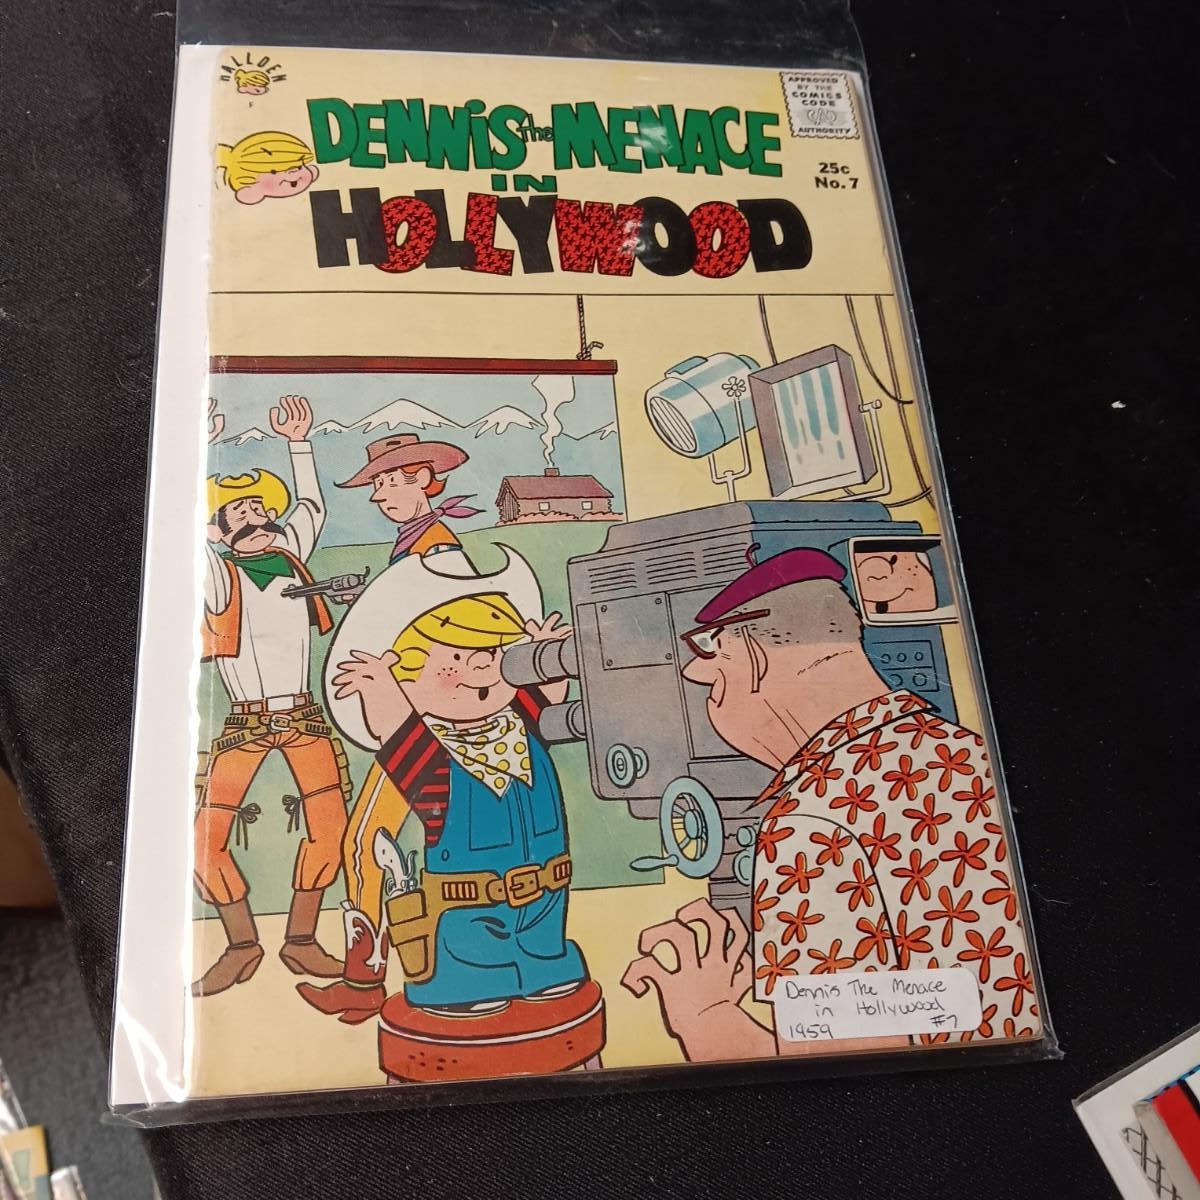 HALLDEN
F
APPROVED
BY THE
COMICS
CODE
CA
AUTHORITY
DENNIS the MENACE
25c
No. 7
IN
HOLLYWOOD
Dennis The Menace
in Hollywood
1959 #7